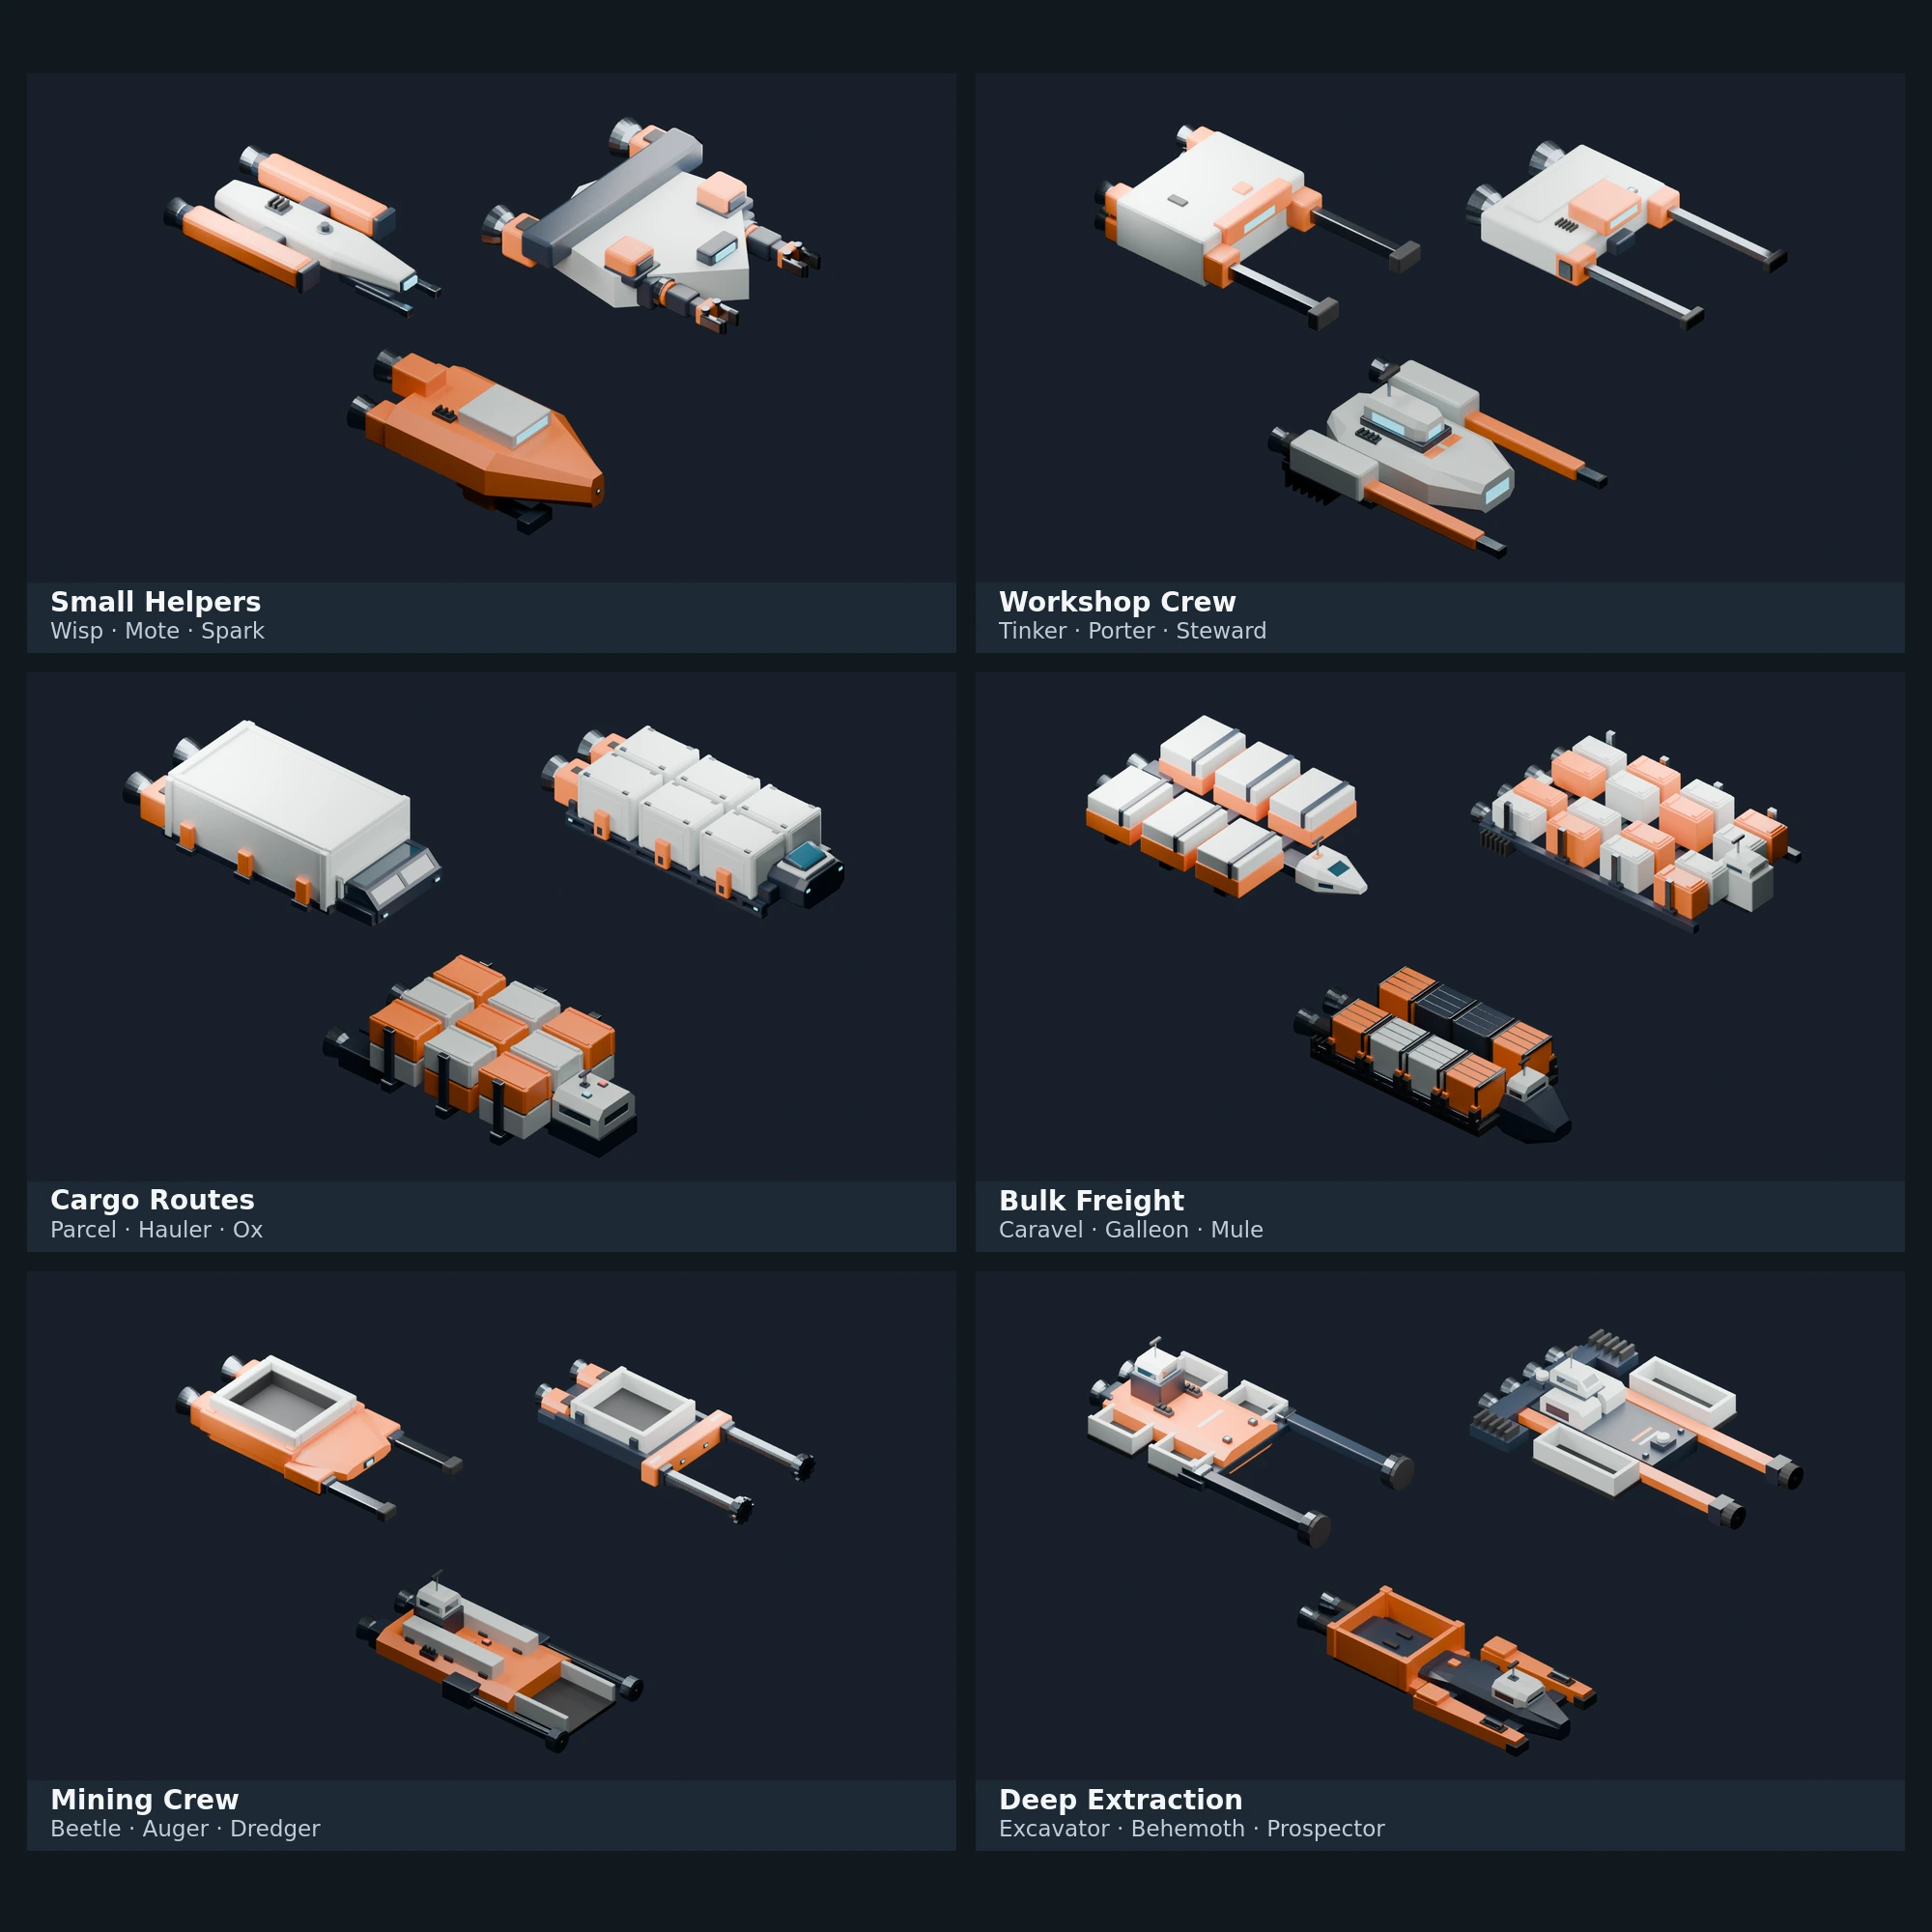 Small Helpers
Wisp · Mote · Spark
Workshop Crew
Tinker · Porter · Steward
Cargo Routes
Parcel · Hauler · Ox
Bulk Freight
Caravel · Galleon · Mule
Mining Crew
Beetle · Auger · Dredger
Deep Extraction
Excavator · Behemoth · Prospector